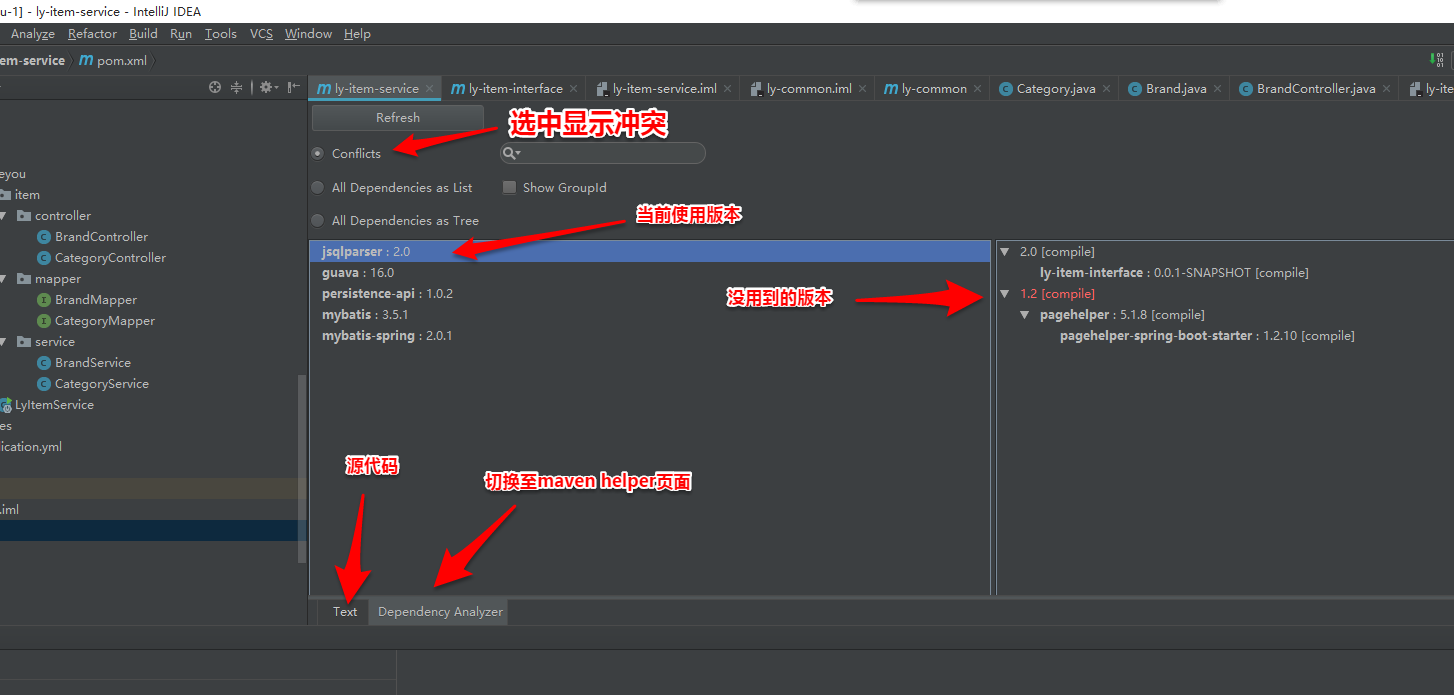 u-1] - ly-item-service - IntelliJ IDEA
Analyze Refactor Build Run Tools VCS Window Help
em-service pom.xml
ly-item-service ly-item-interface ly-item-service.iml ly-common.iml ly-common Category.java Brand.java BrandController.java ly-ite
Refresh
选中显示冲突
Conflicts
All Dependencies as List Show GroupId
All Dependencies as Tree
当前使用版本
eyou
item
controller
BrandController
CategoryController
mapper
BrandMapper
CategoryMapper
service
BrandService
CategoryService
LyItemService
es
ication.yml
.iml
jsqlparser : 2.0
guava : 16.0
persistence-api : 1.0.2
mybatis : 3.5.1
mybatis-spring : 2.0.1
没用到的版本
2.0 [compile]
ly-item-interface : 0.0.1-SNAPSHOT [compile]
1.2 [compile]
pagehelper : 5.1.8 [compile]
pagehelper-spring-boot-starter : 1.2.10 [compile]
源代码
切换至maven helper页面
Text Dependency Analyzer